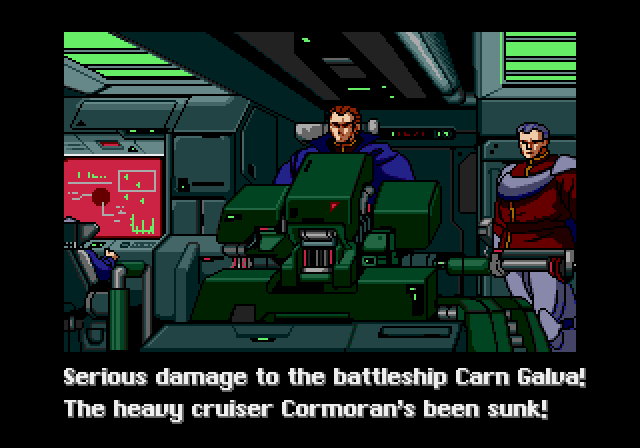 Serious damage to the battleship Carn Galva!
The heavy cruiser Cormoran's been sunk!